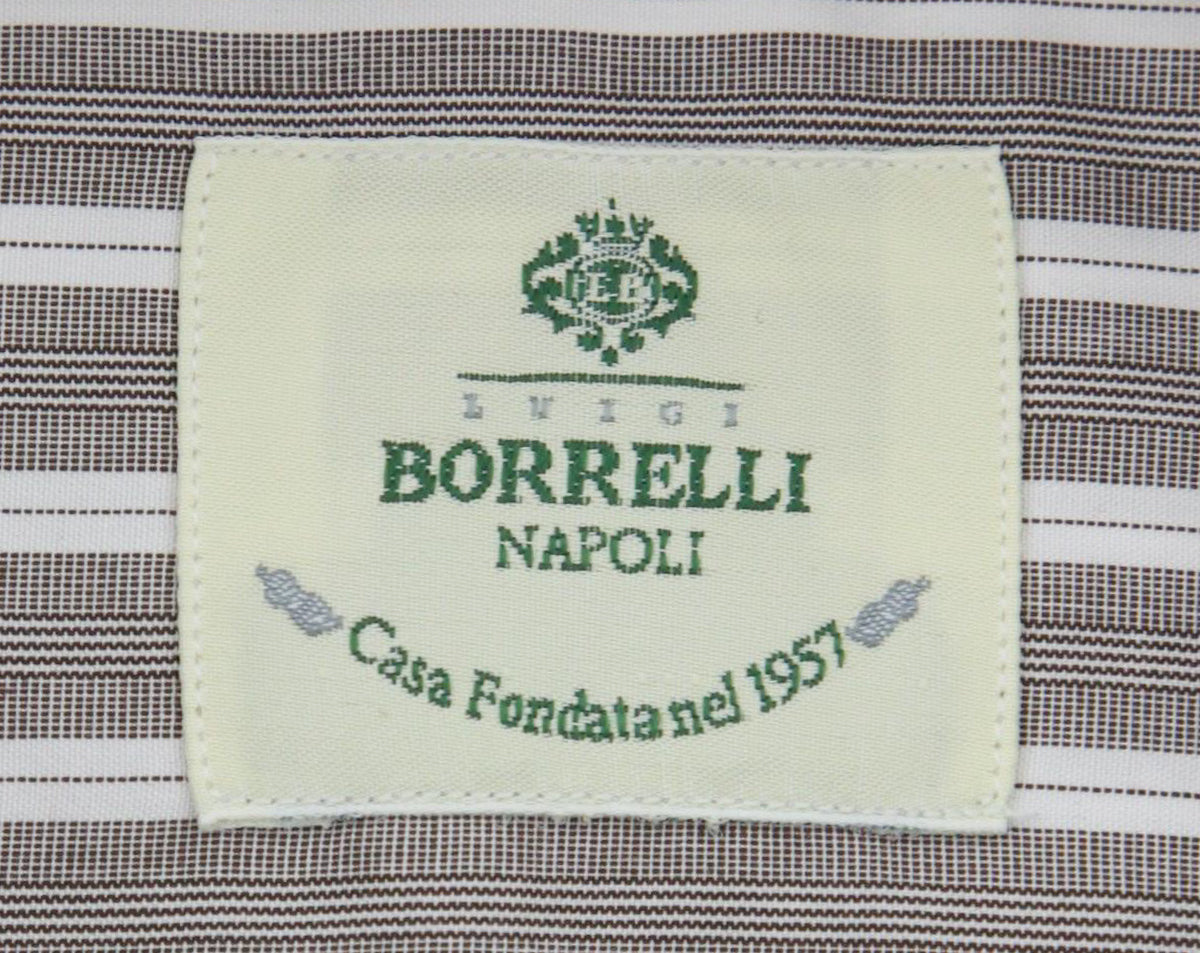 LUIGI
BORRELLI
NAPOLI
Casa Fondata nel 1957